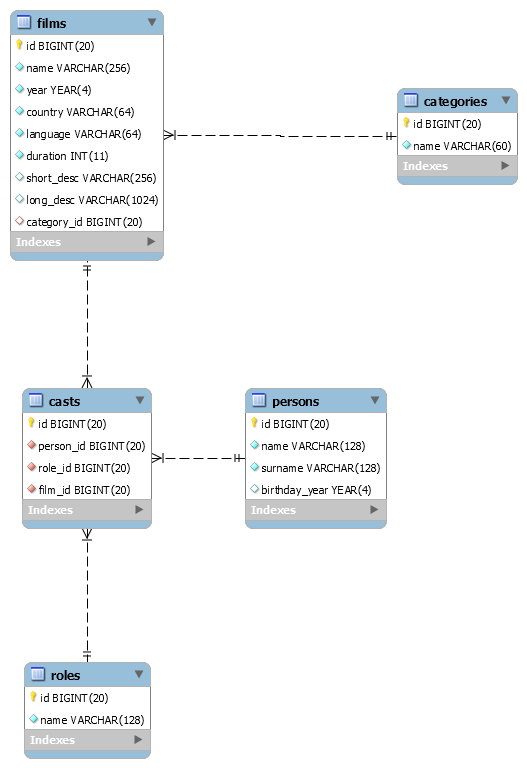 films
id BIGINT(20)
name VARCHAR(256)
year YEAR(4)
country VARCHAR(64)
language VARCHAR(64)
duration INT(11)
short_desc VARCHAR(256)
long_desc VARCHAR(1024)
category_id BIGINT(20)
Indexes
categories
id BIGINT(20)
name VARCHAR(60)
Indexes
casts
id BIGINT(20)
person_id BIGINT(20)
role_id BIGINT(20)
film_id BIGINT(20)
Indexes
persons
id BIGINT(20)
name VARCHAR(128)
surname VARCHAR(128)
birthday_year YEAR(4)
Indexes
roles
id BIGINT(20)
name VARCHAR(128)
Indexes